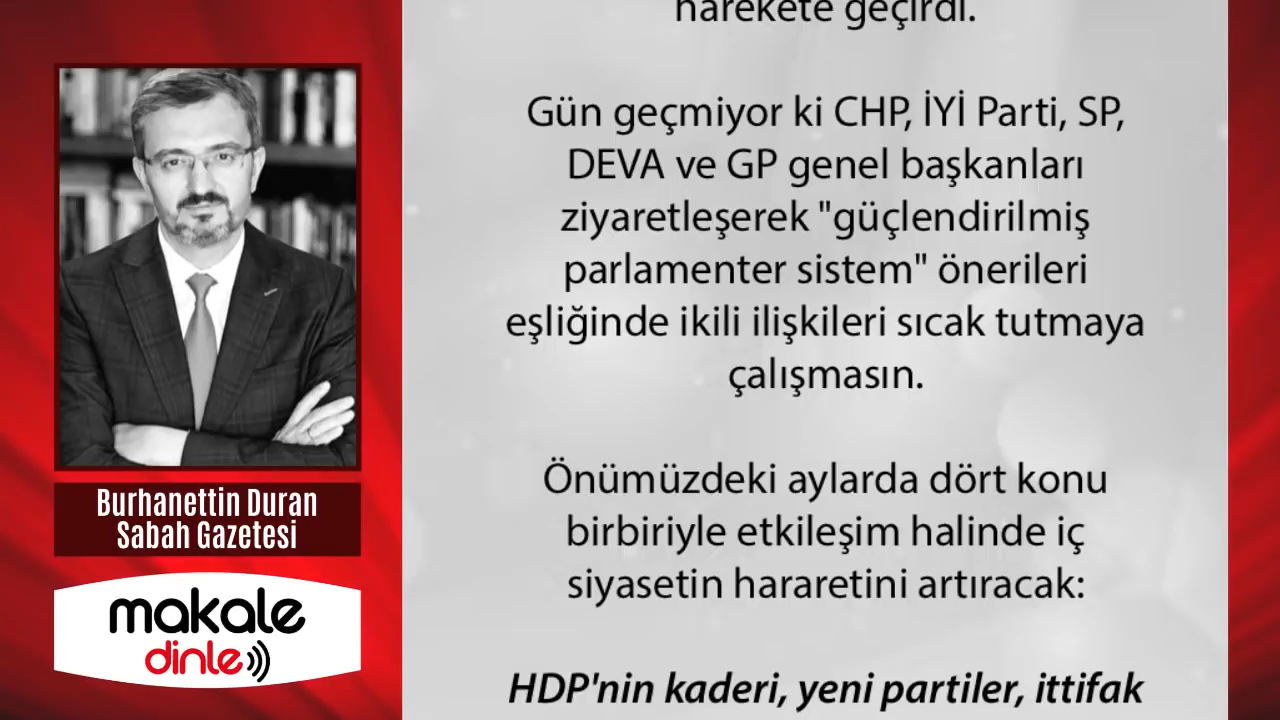 harekete geçirdi.
Gün geçmiyor ki CHP, İYİ Parti, SP,
DEVA ve GP genel başkanları
ziyaretleşerek "güçlendirilmiş
parlamenter sistem" önerileri
eşliğinde ikili ilişkileri sıcak tutmaya
çalışmasın.
Önümüzdeki aylarda dört konu
birbiriyle etkileşim halinde iç
siyasetin hararetini artıracak:
HDP'nin kaderi, yeni partiler, ittifak
Burhanettin Duran
Sabah Gazetesi
makale
dinle